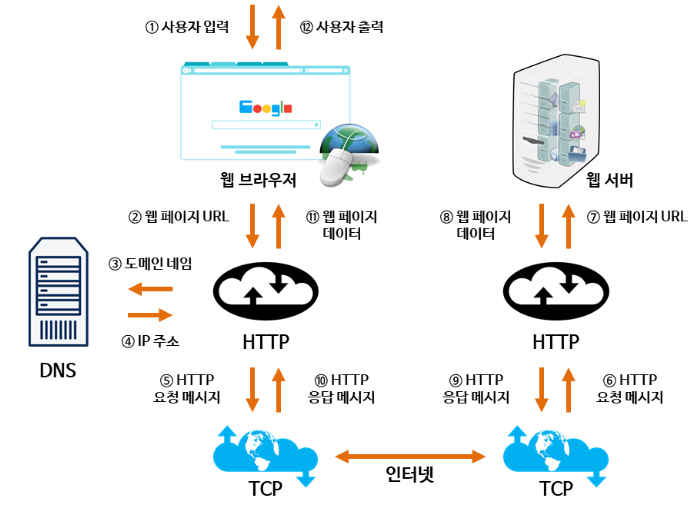 ① 사용자 입력
⑫ 사용자 출력
Google
웹 브라우저
웹 서버
② 웹 페이지 URL
⑪ 웹 페이지
데이터
⑧ 웹 페이지
데이터
⑦ 웹 페이지 URL
③ 도메인 네임
④ IP 주소
DNS
HTTP
HTTP
⑤ HTTP
요청 메시지
⑩ HTTP
응답 메시지
⑨ HTTP
응답 메시지
⑥ HTTP
요청 메시지
인터넷
TCP
TCP